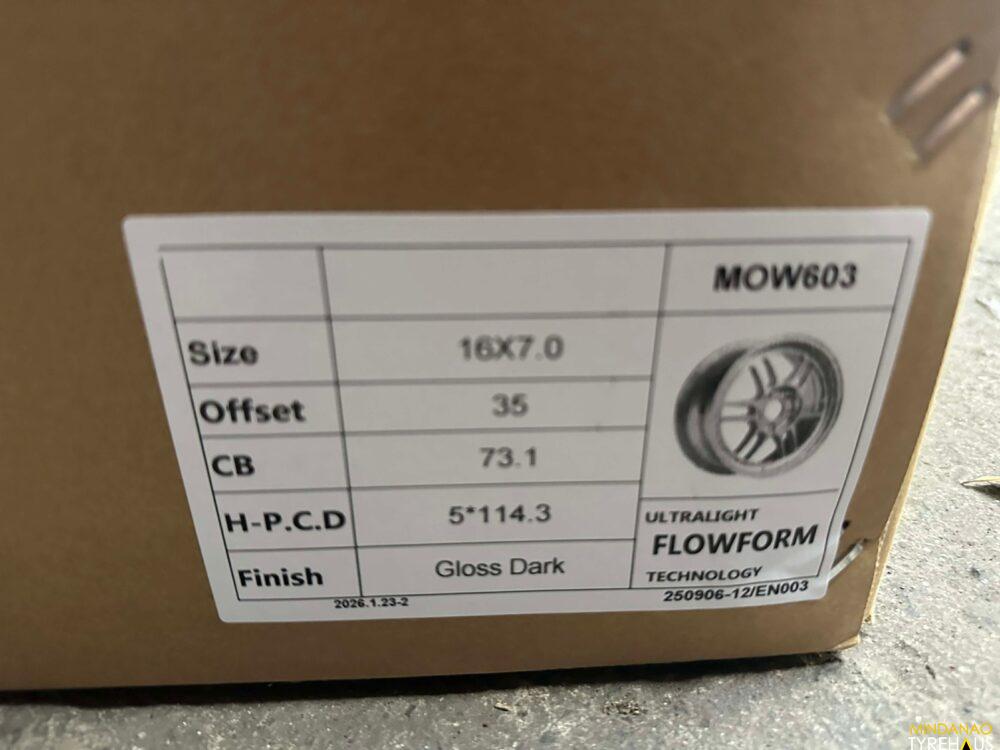 MOW603
Size 16X7.0
Offset 35
CB 73.1
H-P.C.D 5*114.3
Finish Gloss Dark
ULTRALIGHT
FLOWFORM
TECHNOLOGY
2026.1.23-2
250906-12/EN003
MINDANAO
TYREHAUS